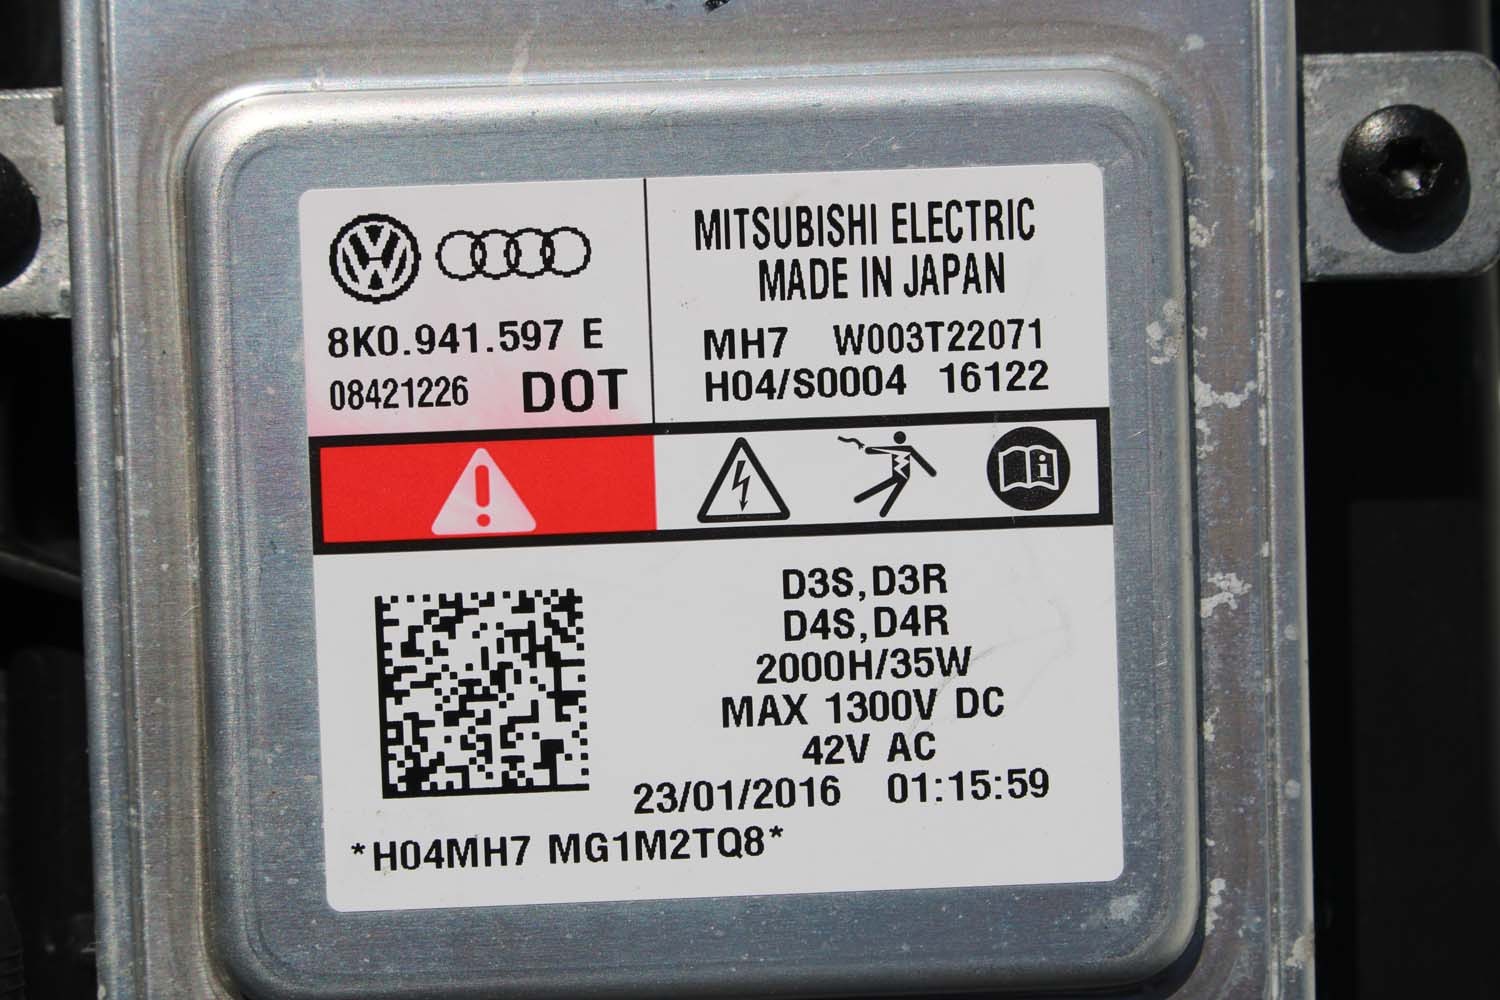 8K0.941.597 E
08421226 DOT
MITSUBISHI ELECTRIC
MADE IN JAPAN
MH7 W003T22071
H04/S0004 16122
D3S,D3R
D4S,D4R
2000H/35W
MAX 1300V DC
42V AC
23/01/2016 01:15:59
*H04MH7 MG1M2TQ8*